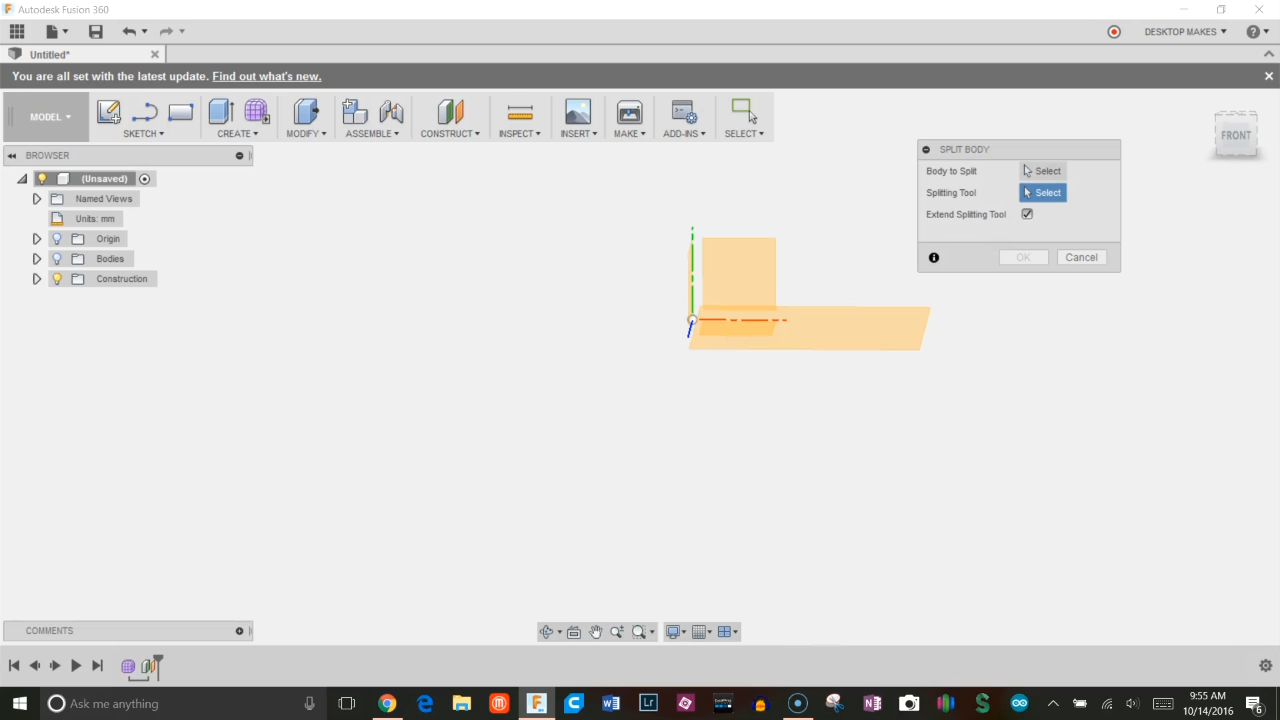 Autodesk Fusion 360
DESKTOP MAKES
Untitled*
You are all set with the latest update. Find out what's new.
MODEL
SKETCH
CREATE
MODIFY
ASSEMBLE
CONSTRUCT
INSPECT
INSERT
MAKE
ADD-INS
SELECT
FRONT
BROWSER
(Unsaved)
Named Views
Units: mm
Origin
Bodies
Construction
SPLIT BODY
Body to Split Select
Splitting Tool Select
Extend Splitting Tool
OK Cancel
COMMENTS
Ask me anything
9:55 AM
10/14/2016
6